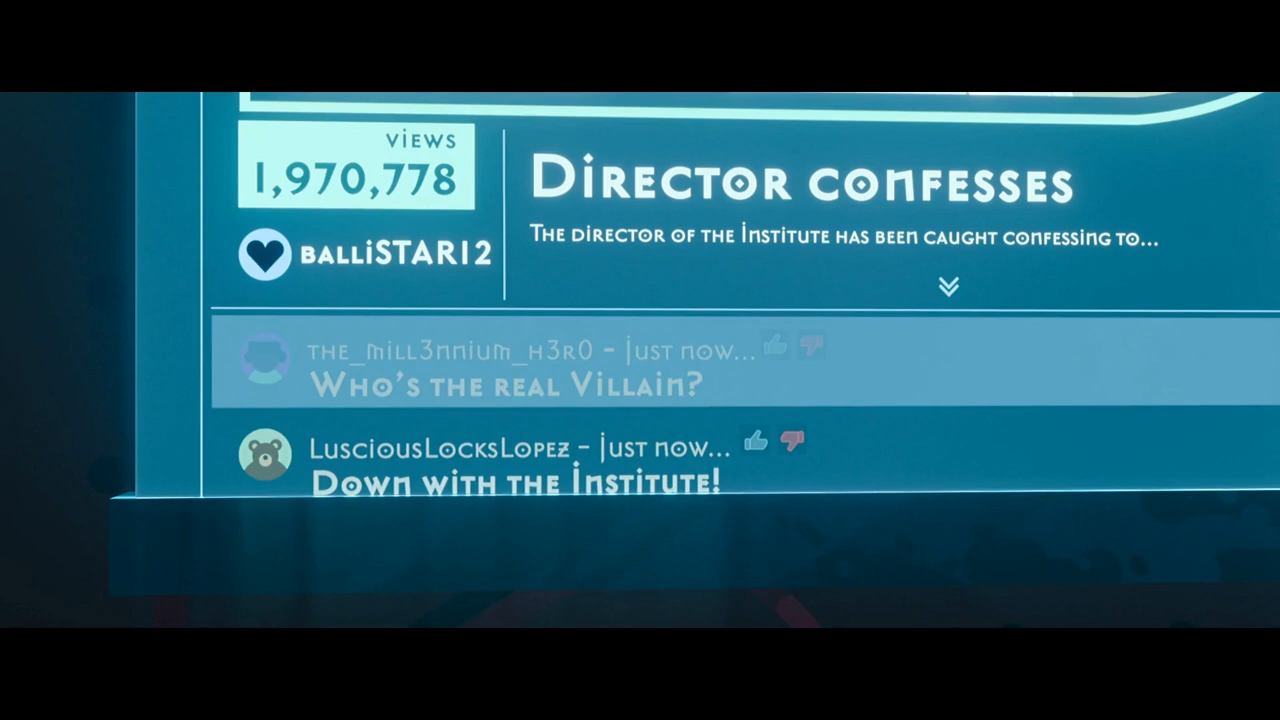 ViEWS
1,970,778
BALLiSTAR12
DiRECTOR CONFESSES
THE DiRECTOR OF THE iNSTiTUTE HAS BEEN CAUGHT CONFESSiNG TO...
THE_MiLL3NNiUM_H3R0 - jUST NOW...
WHO'S THE REAL ViLLAiN?
LUSCiOUSLOCKSLOPEZ - jUST NOW...
DOWN WiTH THE iNSTiTUTE!